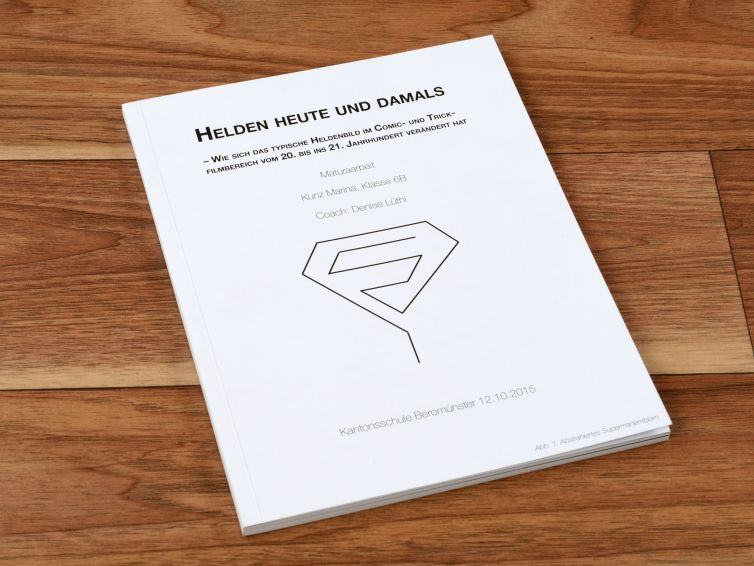 HELDEN HEUTE UND DAMALS
– WIE SICH DAS TYPISCHE HELDENBILD IM COMIC- UND TRICK-
FILMBEREICH VOM 20. BIS INS 21. JAHRHUNDERT VERÄNDERT HAT
Maturaarbeit
Kunz Marina, Klasse 6B
Coach: Denise Lüthi
Kantonsschule Beromünster 12.10.2015
Abb. 1: Abstrahiertes Supermanemblem